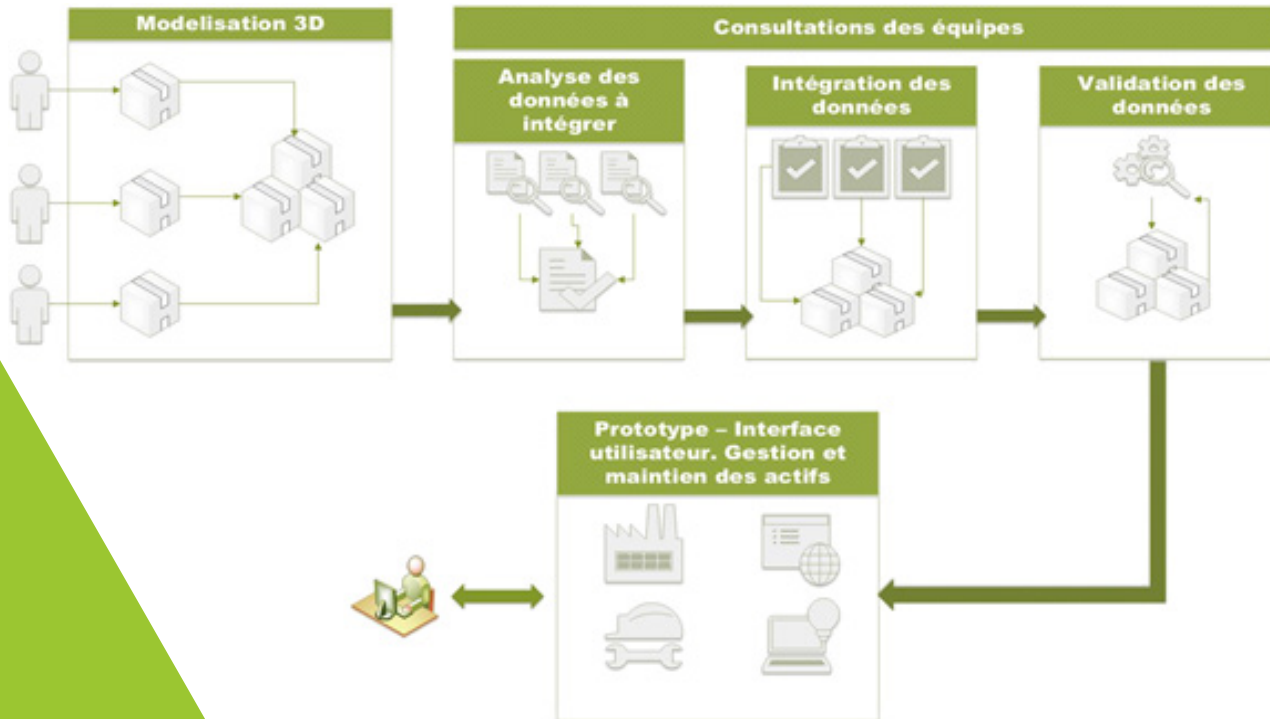 Modelisation 3D
Consultations des équipes
Analyse des
données à
intégrer
Intégration des
données
Validation des
données
Prototype – Interface
utilisateur. Gestion et
maintien des actifs